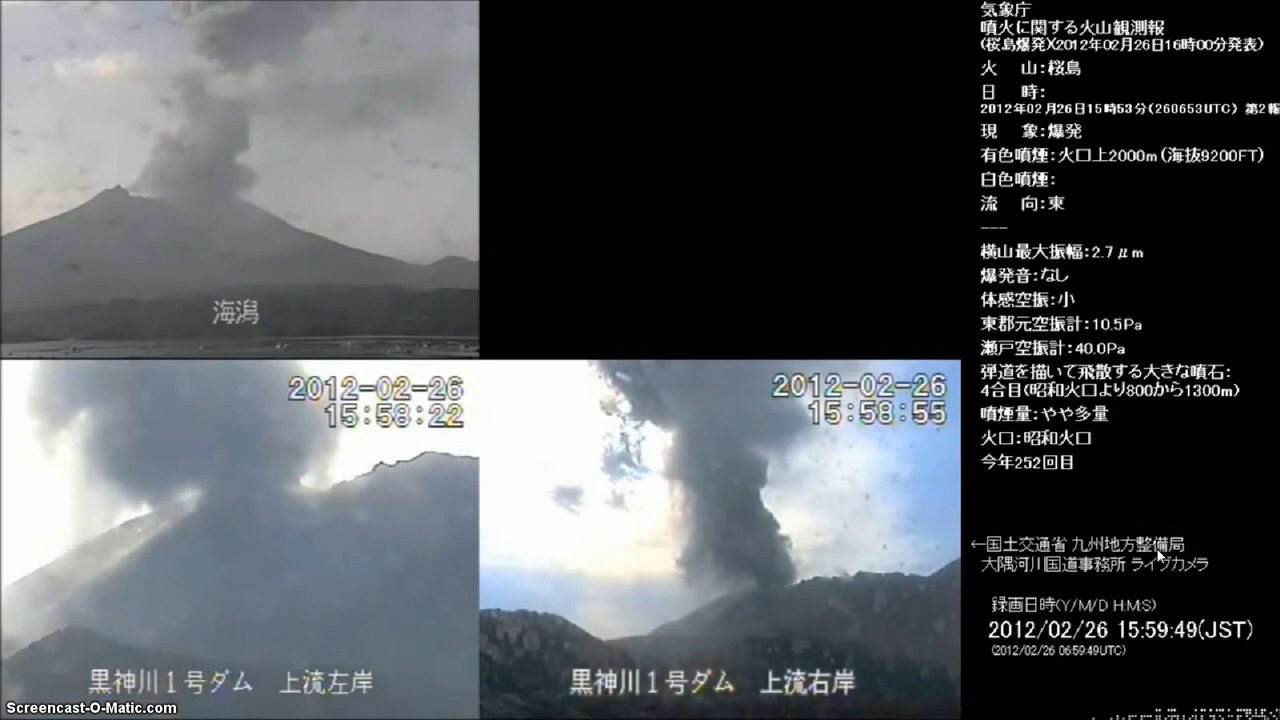 海潟
2012-02-26
15:58:22
黒神川1号ダム 上流左岸
2012-02-26
15:58:55
黒神川1号ダム 上流右岸
Screencast-O-Matic.com
気象庁
噴火に関する火山観測報
(桜島爆発)(2012年02月26日16時00分発表)
火 山:桜島
日 時:
2012年02月26日15時53分(260653UTC) 第2報
現 象:爆発
有色噴煙:火口上2000m(海抜9200FT)
白色噴煙:
流 向:東
---
横山最大振幅:2.7μm
爆発音:なし
体感空振:小
東郡元空振計:10.5Pa
瀬戸空振計:40.0Pa
弾道を描いて飛散する大きな噴石:
4合目(昭和火口より800から1300m)
噴煙量:やや多量
火口:昭和火口
今年252回目
←国土交通省 九州地方整備局
大隅河川国道事務所 ライブカメラ
録画日時(Y/M/D H:M:S)
2012/02/26 15:59:49(JST)
(2012/02/26 06:59:49UTC)